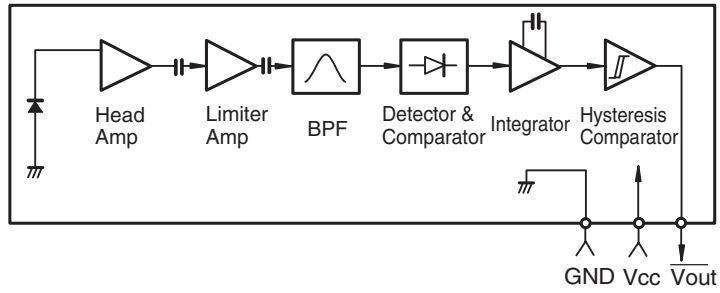 Head
Amp
Limiter
Amp
BPF
Detector &
Comparator
Integrator
Hysteresis
Comparator
GND
Vcc
Vout